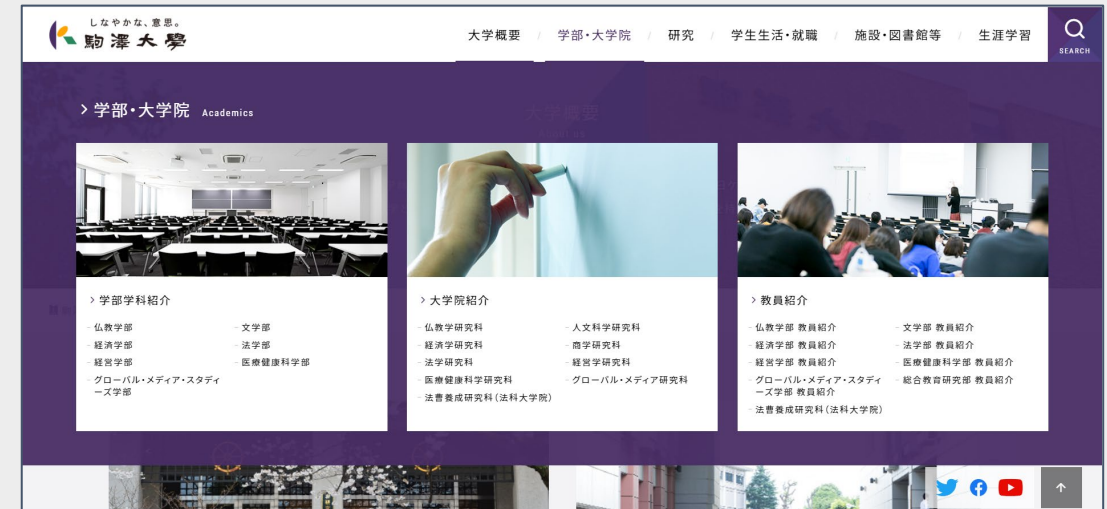 しなやかな、意思。
駒澤大學
大学概要 / 学部・大学院 / 研究 / 学生生活・就職 / 施設・図書館等 / 生涯学習
SEARCH
大学概要
> 学部・大学院 Academics
> 学部学科紹介
- 仏教学部
- 文学部
- 経済学部
- 法学部
- 経営学部
- 医療健康科学部
- グローバル・メディア・スタディ
ーズ学部
> 大学院紹介
- 仏教学研究科
- 人文科学研究科
- 経済学研究科
- 商学研究科
- 法学研究科
- 経営学研究科
- 医療健康科学研究科
- グローバル・メディア研究科
- 法曹養成研究科(法科大学院)
> 教員紹介
- 仏教学部 教員紹介
- 文学部 教員紹介
- 経済学部 教員紹介
- 法学部 教員紹介
- 経営学部 教員紹介
- 医療健康科学部 教員紹介
- グローバル・メディア・スタディ
ーズ学部 教員紹介
- 総合教育研究部 教員紹介
- 法曹養成研究科(法科大学院)